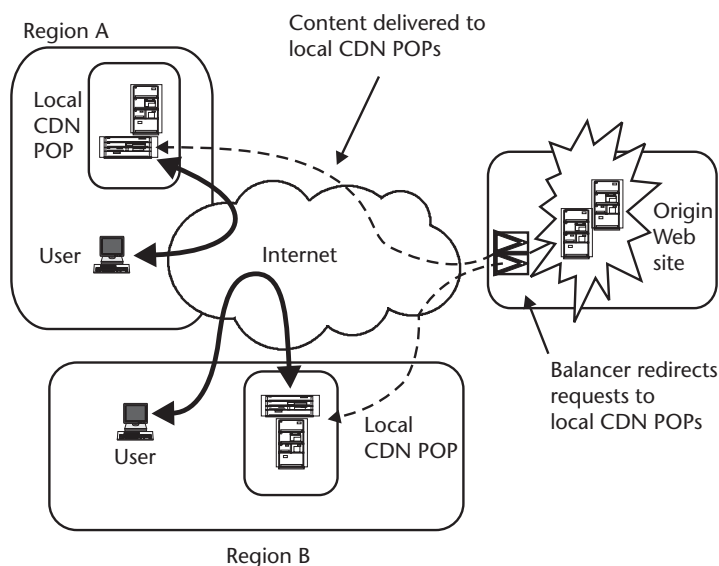 Region A
Content delivered to
local CDN POPs
Local
CDN
POP
User
Internet
Origin
Web
site
Balancer redirects
requests to
local CDN POPs
User
Local
CDN POP
Region B